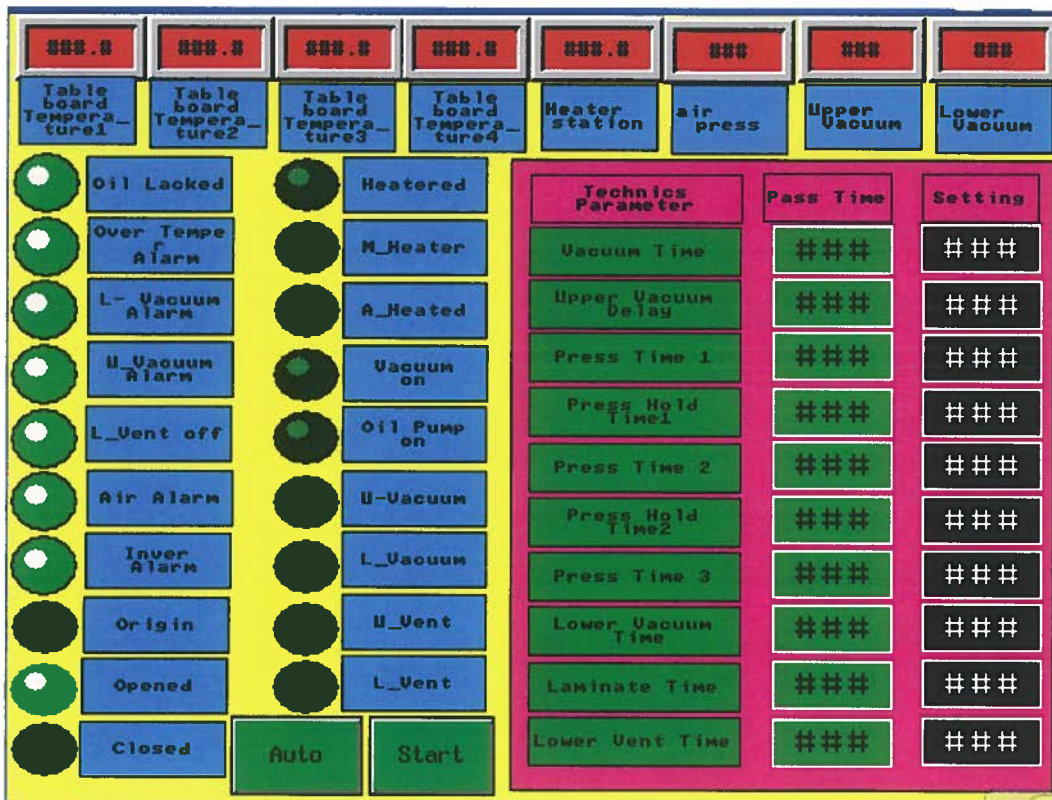 ###.# ###.# ###.# ###.# ###.# ### ### ###
Table
board
Tempera_
ture1
Table
board
Tempera_
ture2
Table
board
Tempera_
ture3
Table
board
Tempera_
ture4
Heater
station
air
press
Upper
Vacuum
Lower
Vacuum
Oil Lacked
Over Tempe
r
Alarm
L- Vacuum
Alarm
U_Vacuum
Alarm
L_Vent off
Air Alarm
Inver
Alarm
Origin
Opened
Closed
Heatered
M_Heater
A_Heated
Vacuum
on
Oil Pump
on
U-Vacuum
L_Vacuum
U_Vent
L_Vent
Auto
Start
Technics
Parameter
Pass Time
Setting
Vacuum Time
###
###
Upper Vacuum
Delay
###
###
Press Time 1
###
###
Press Hold
Time1
###
###
Press Time 2
###
###
Press Hold
Time2
###
###
Press Time 3
###
###
Lower Vacuum
Time
###
###
Laminate Time
###
###
Lower Vent Time
###
###